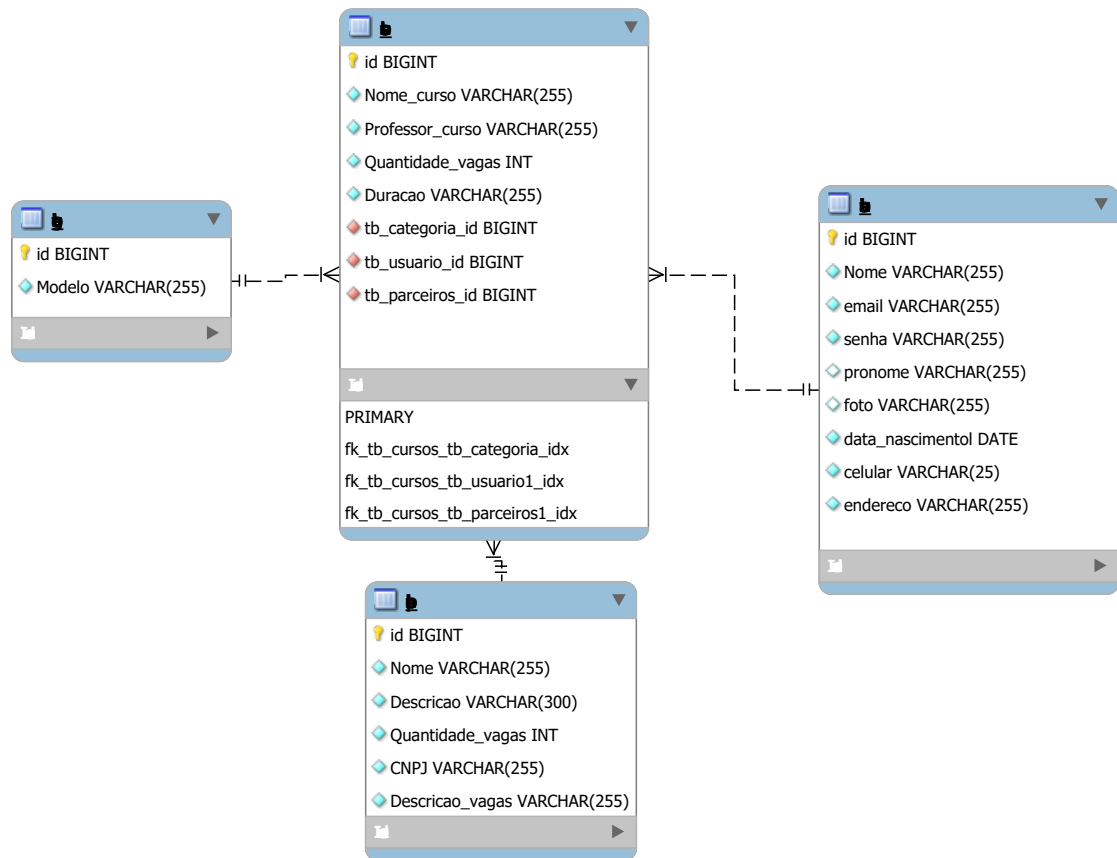 id BIGINT
Nome_curso VARCHAR(255)
Professor_curso VARCHAR(255)
Quantidade_vagas INT
Duracao VARCHAR(255)
tb_categoria_id BIGINT
tb_usuario_id BIGINT
tb_parceiros_id BIGINT
PRIMARY
fk_tb_cursos_tb_categoria_idx
fk_tb_cursos_tb_usuario1_idx
fk_tb_cursos_tb_parceiros1_idx
id BIGINT
Modelo VARCHAR(255)
id BIGINT
Nome VARCHAR(255)
email VARCHAR(255)
senha VARCHAR(255)
pronome VARCHAR(255)
foto VARCHAR(255)
data_nascimentol DATE
celular VARCHAR(25)
endereco VARCHAR(255)
id BIGINT
Nome VARCHAR(255)
Descricao VARCHAR(300)
Quantidade_vagas INT
CNPJ VARCHAR(255)
Descricao_vagas VARCHAR(255)